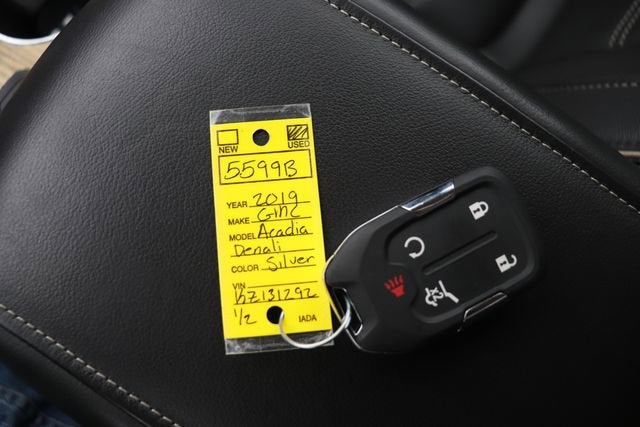 NEW USED
5599B
YEAR 2019
MAKE GMC
MODEL Acadia
Denali
COLOR Silver
VIN
KZ131292
1/2 IADA